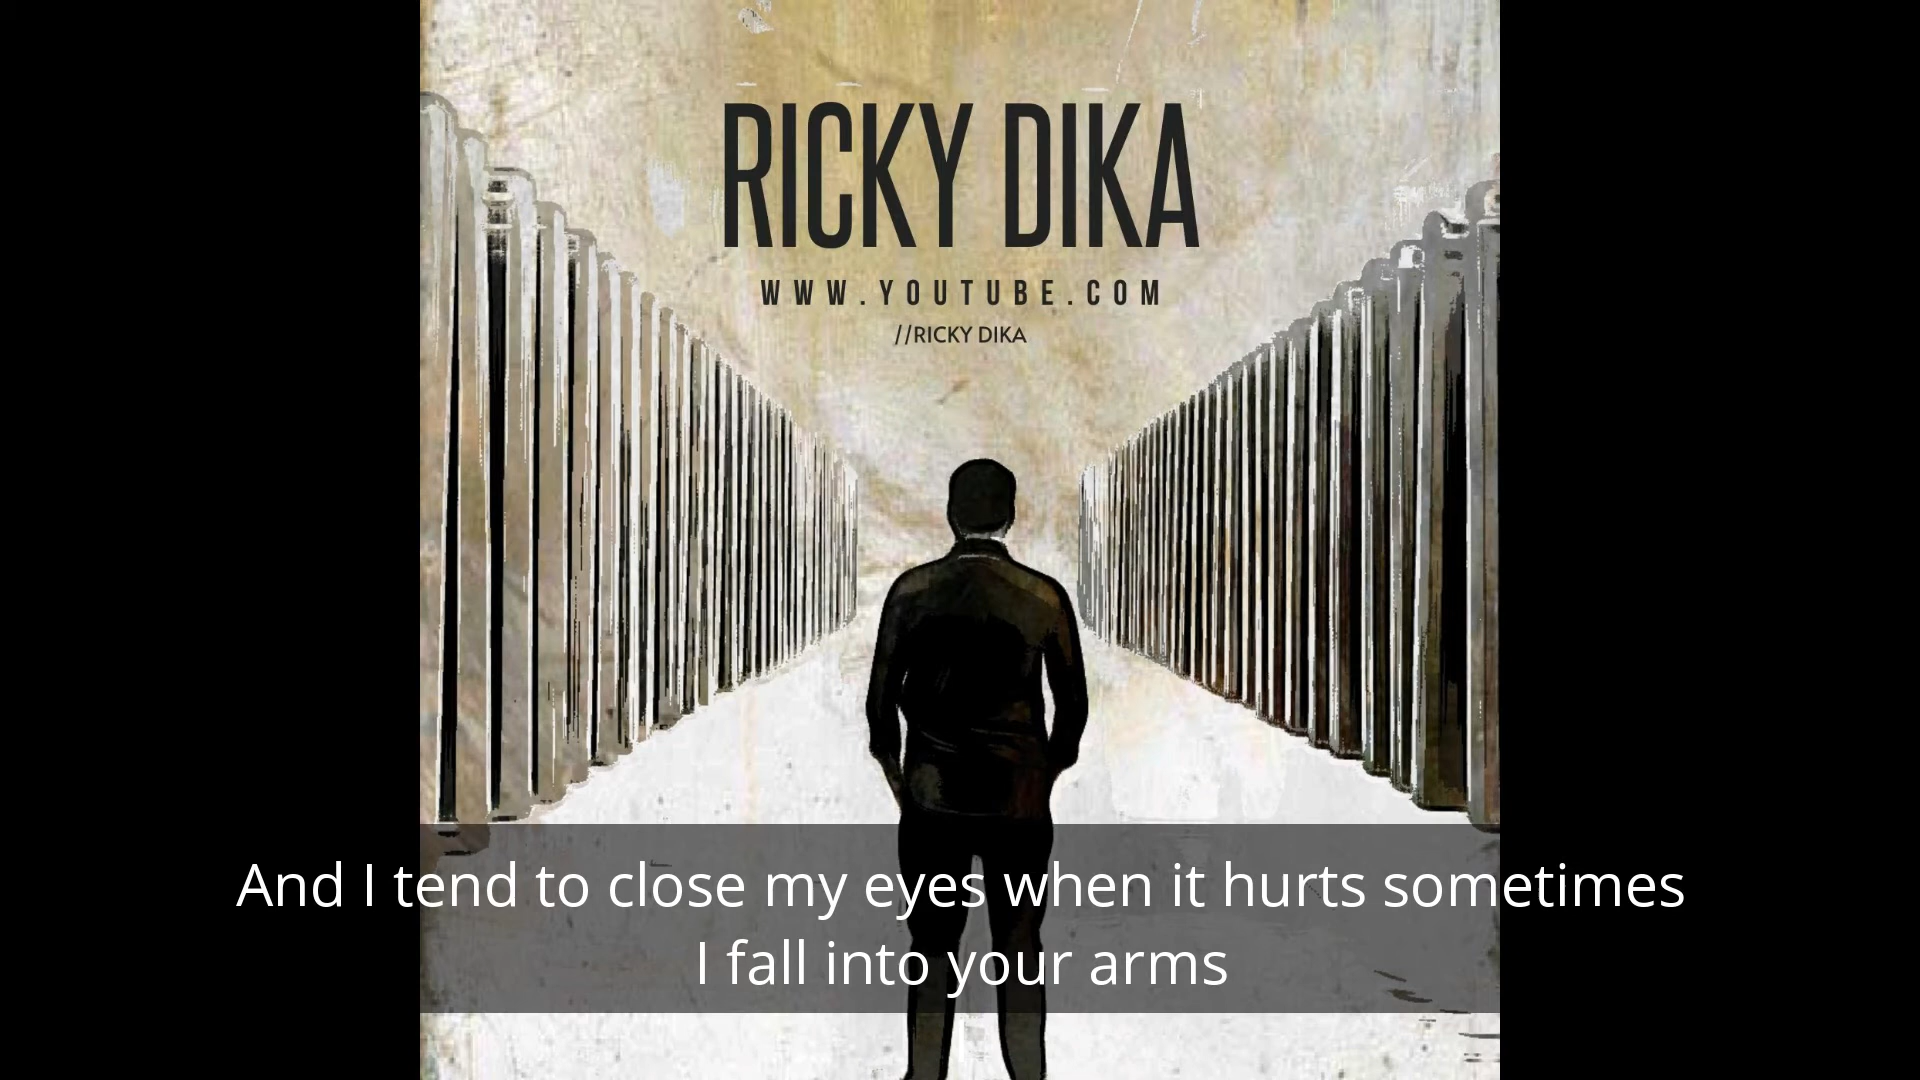 RICKY DIKA
WWW.YOUTUBE.COM
//RICKY DIKA
And I tend to close my eyes when it hurts sometimes
I fall into your arms